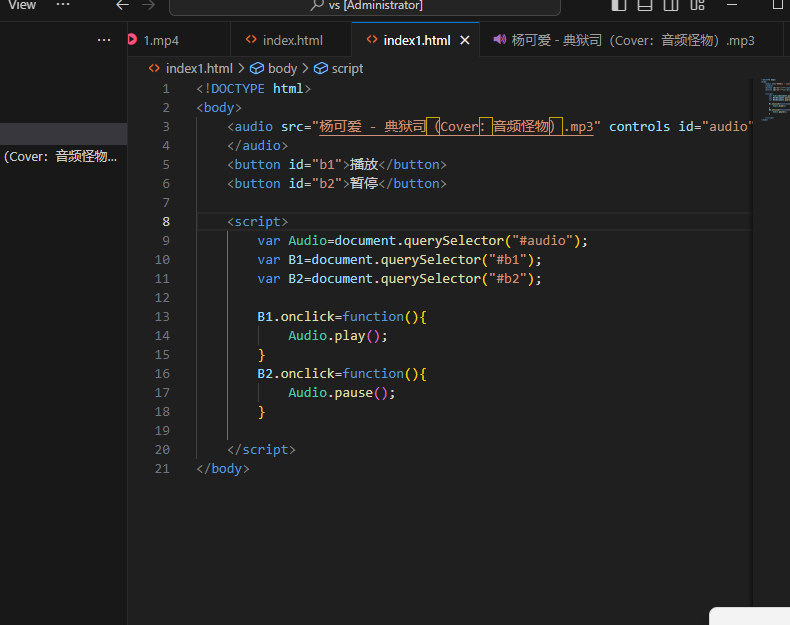 View ··· ← → vs [Administrator]
··· 1.mp4 index.html index1.html × 杨可爱 - 典狱司（Cover：音频怪物）.mp3
index1.html > body > script
(Cover：音频怪物...
1 <!DOCTYPE html>
2 <body>
3 <audio src="杨可爱 - 典狱司（Cover：音频怪物）.mp3" controls id="audio"
4 </audio>
5 <button id="b1">播放</button>
6 <button id="b2">暂停</button>
7
8 <script>
9 var Audio=document.querySelector("#audio");
10 var B1=document.querySelector("#b1");
11 var B2=document.querySelector("#b2");
12
13 B1.onclick=function(){
14 Audio.play();
15 }
16 B2.onclick=function(){
17 Audio.pause();
18 }
19
20 </script>
21 </body>